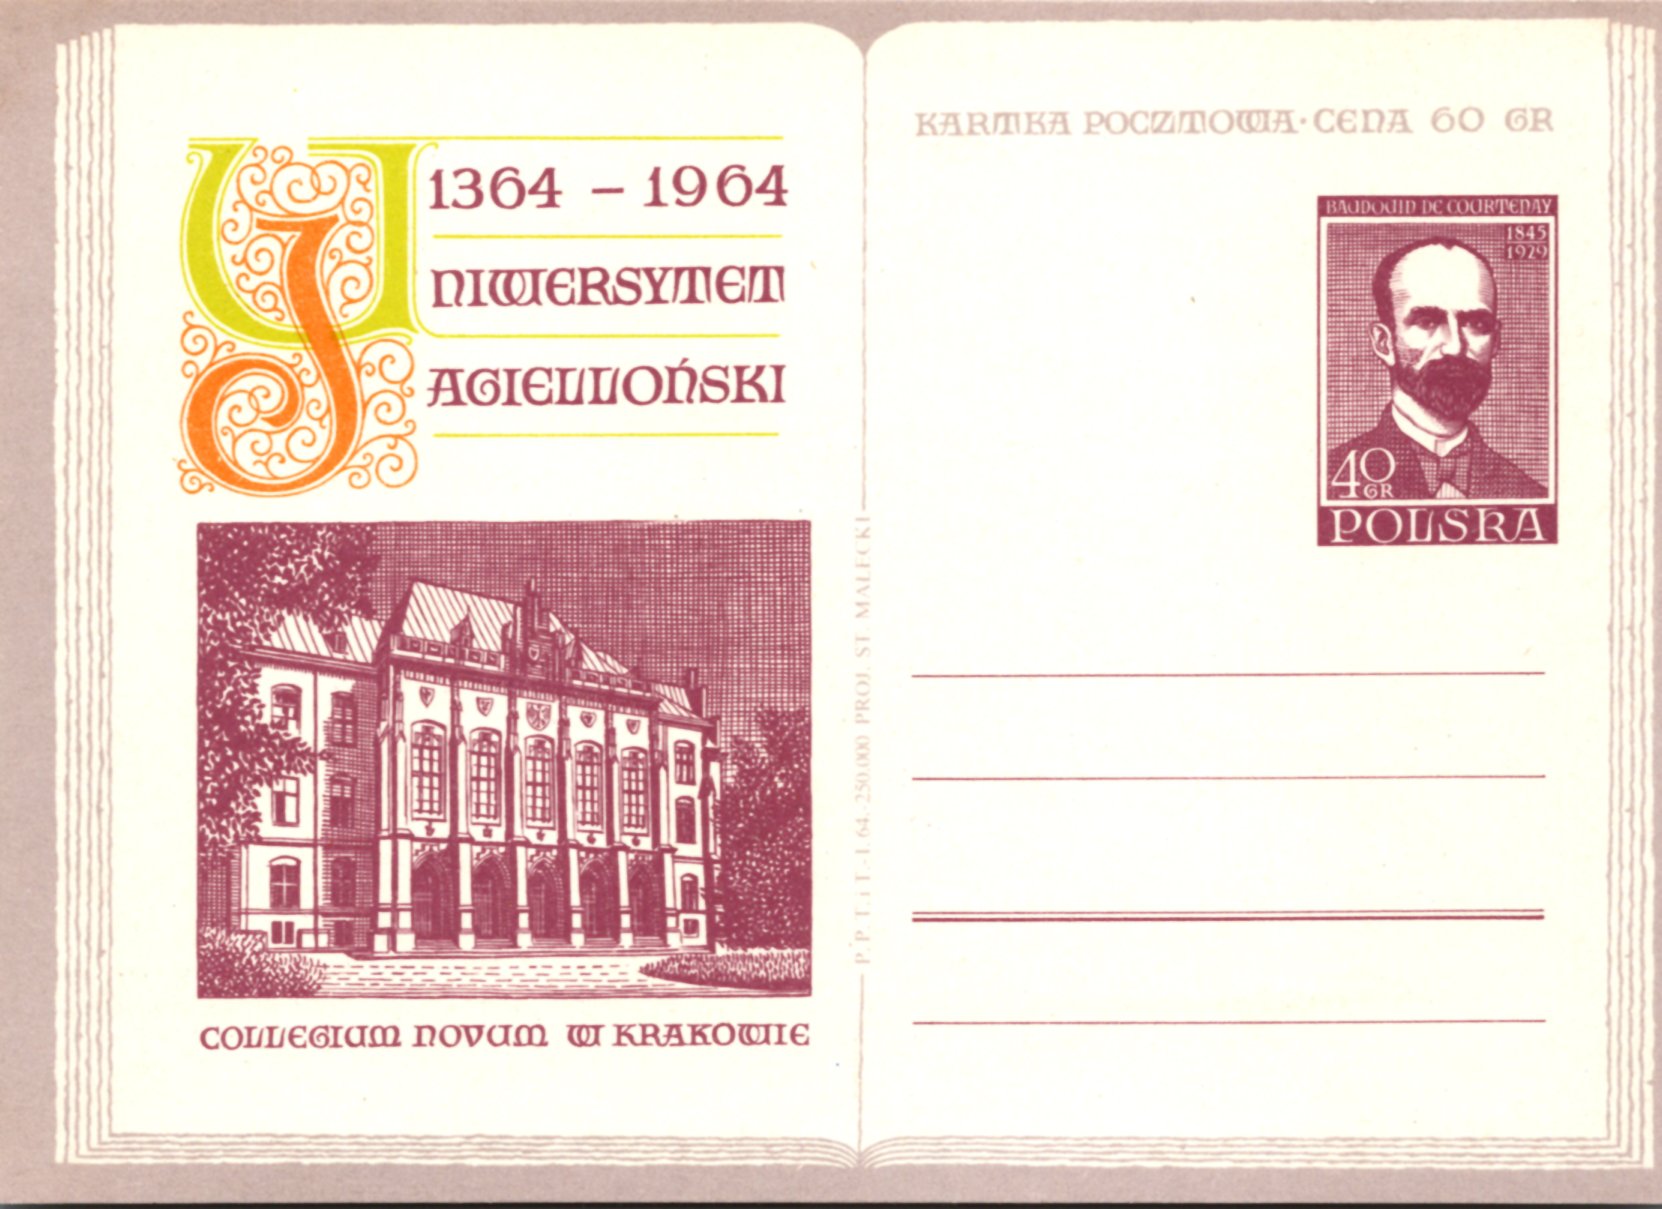 1364 – 1964
UNIWERSYTET
JAGIELLOŃSKI
COLLEGIUM NOVUM W KRAKOWIE
P.P.T.iT.-I.64. 250.000 PROJ. ST. MAŁECKI
KARTKA POCZTOWA · CENA 60 GR
BAUDOUIN DE COURTENAY
1845
1929
40
GR
POLSKA